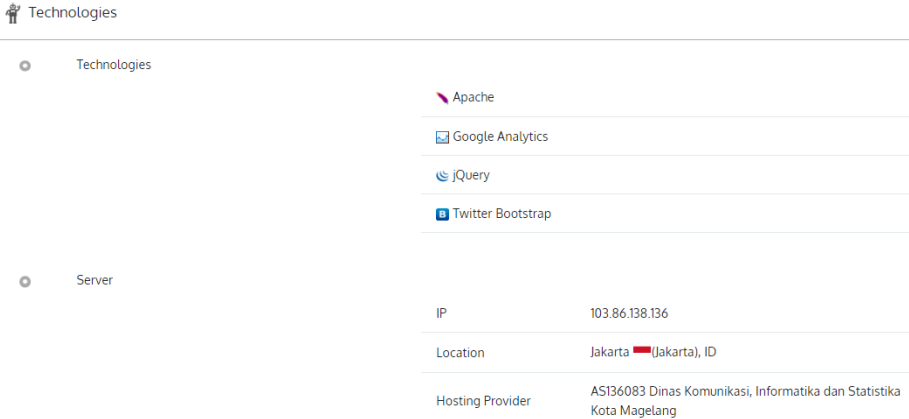 Technologies
Technologies
Apache
Google Analytics
jQuery
Twitter Bootstrap
Server
IP 103.86.138.136
Location Jakarta (Jakarta), ID
Hosting Provider AS136083 Dinas Komunikasi, Informatika dan Statistika
Kota Magelang